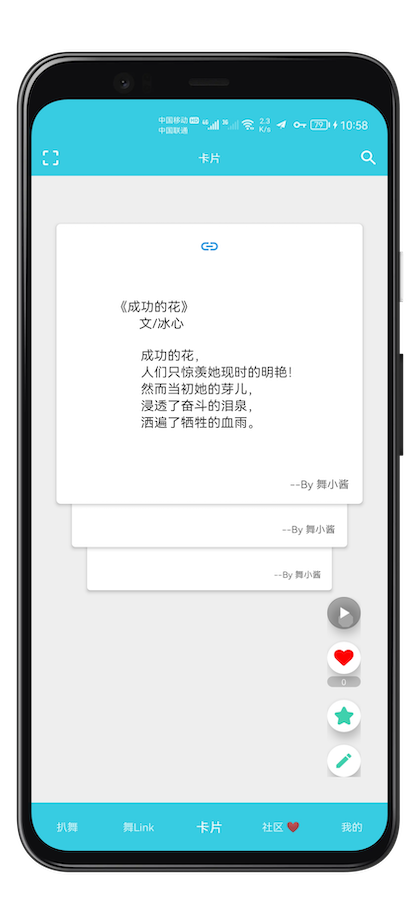 中国移动 HD 4G 3G 2.3 79 10:58
中国联通 K/s
卡片
《成功的花》
文/冰心
成功的花，
人们只惊羡她现时的明艳！
然而当初她的芽儿，
浸透了奋斗的泪泉，
洒遍了牺牲的血雨。
--By 舞小酱
--By 舞小酱
--By 舞小酱
0
扒舞 舞Link 卡片 社区 我的